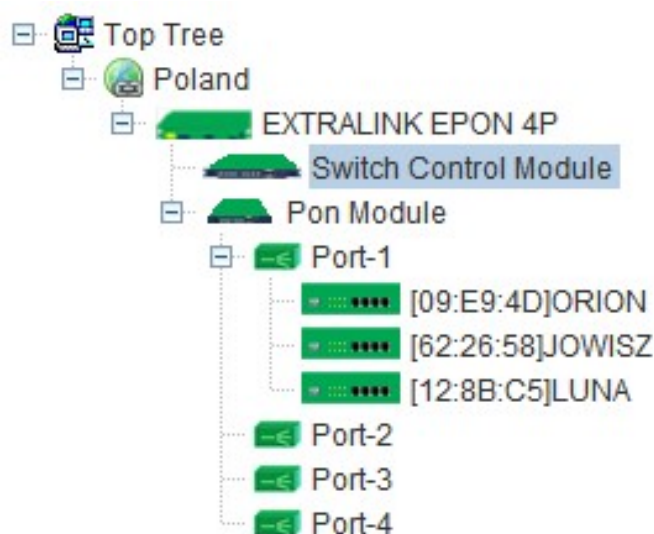 Top Tree
Poland
EXTRALINK EPON 4P
Switch Control Module
Pon Module
Port-1
[09:E9:4D]ORION
[62:26:58]JOWISZ
[12:8B:C5]LUNA
Port-2
Port-3
Port-4